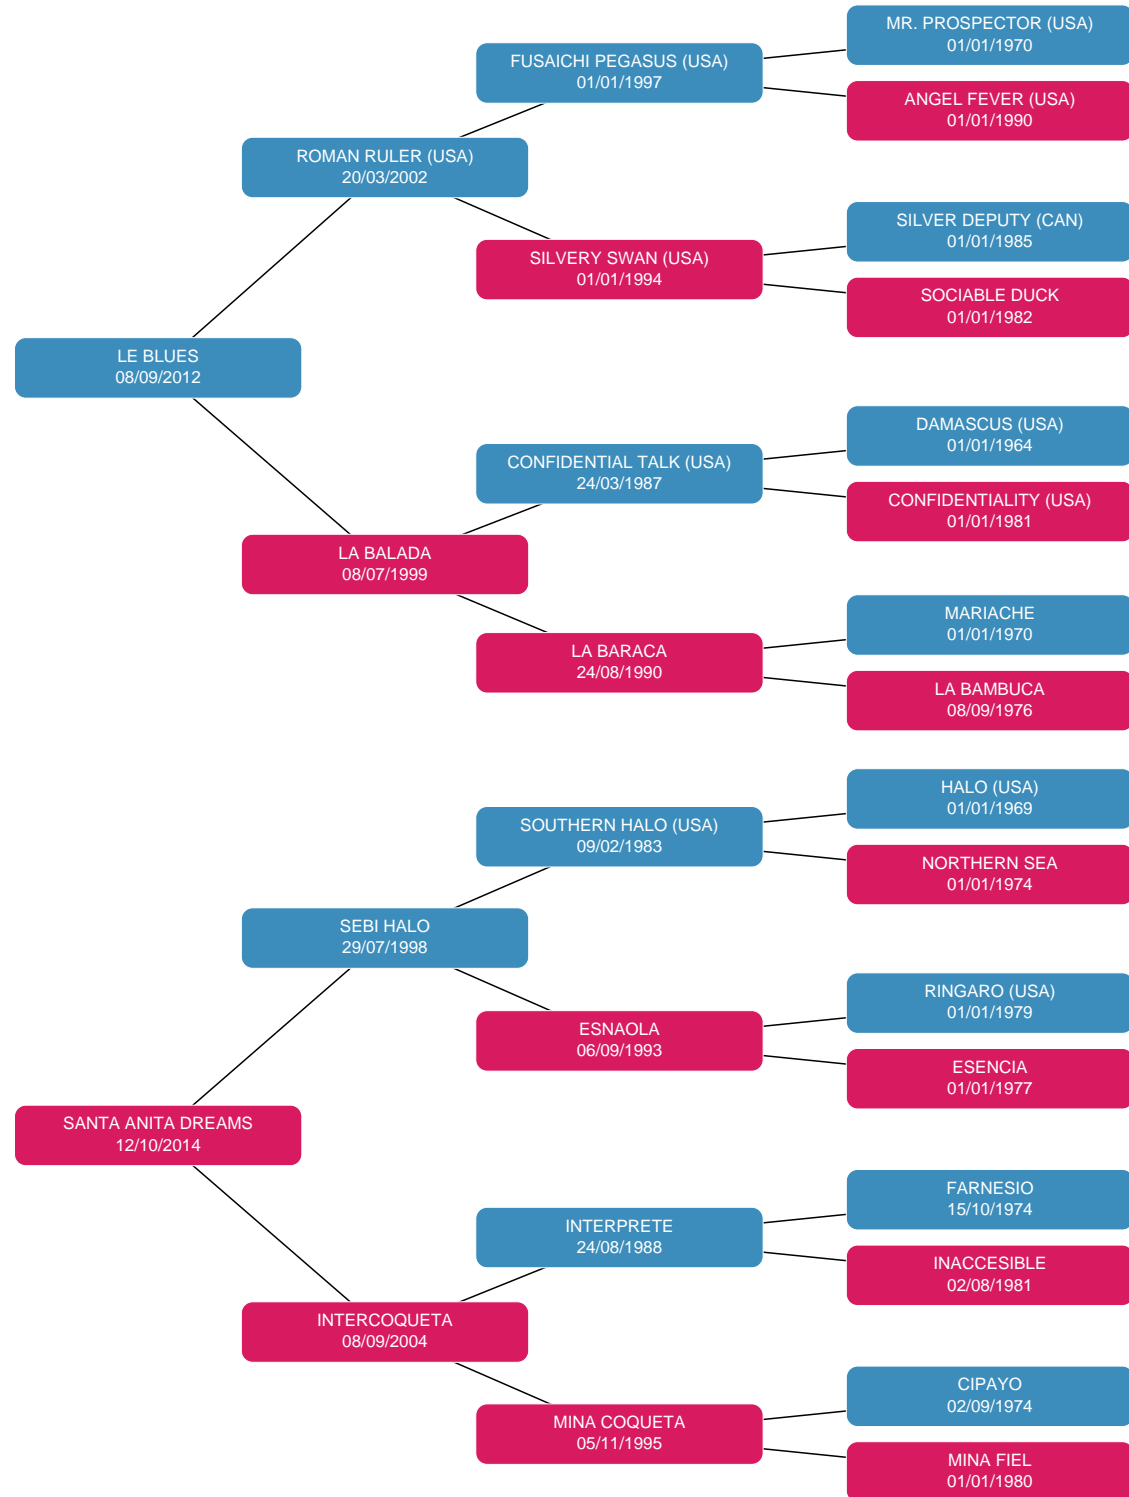 MR. PROSPECTOR (USA)
01/01/1970
FUSAICHI PEGASUS (USA)
01/01/1997
ANGEL FEVER (USA)
01/01/1990
ROMAN RULER (USA)
20/03/2002
SILVER DEPUTY (CAN)
01/01/1985
SILVERY SWAN (USA)
01/01/1994
SOCIABLE DUCK
01/01/1982
LE BLUES
08/09/2012
DAMASCUS (USA)
01/01/1964
CONFIDENTIAL TALK (USA)
24/03/1987
CONFIDENTIALITY (USA)
01/01/1981
LA BALADA
08/07/1999
MARIACHE
01/01/1970
LA BARACA
24/08/1990
LA BAMBUCA
08/09/1976
HALO (USA)
01/01/1969
SOUTHERN HALO (USA)
09/02/1983
NORTHERN SEA
01/01/1974
SEBI HALO
29/07/1998
RINGARO (USA)
01/01/1979
ESNAOLA
06/09/1993
ESENCIA
01/01/1977
SANTA ANITA DREAMS
12/10/2014
FARNESIO
15/10/1974
INTERPRETE
24/08/1988
INACCESIBLE
02/08/1981
INTERCOQUETA
08/09/2004
CIPAYO
02/09/1974
MINA COQUETA
05/11/1995
MINA FIEL
01/01/1980